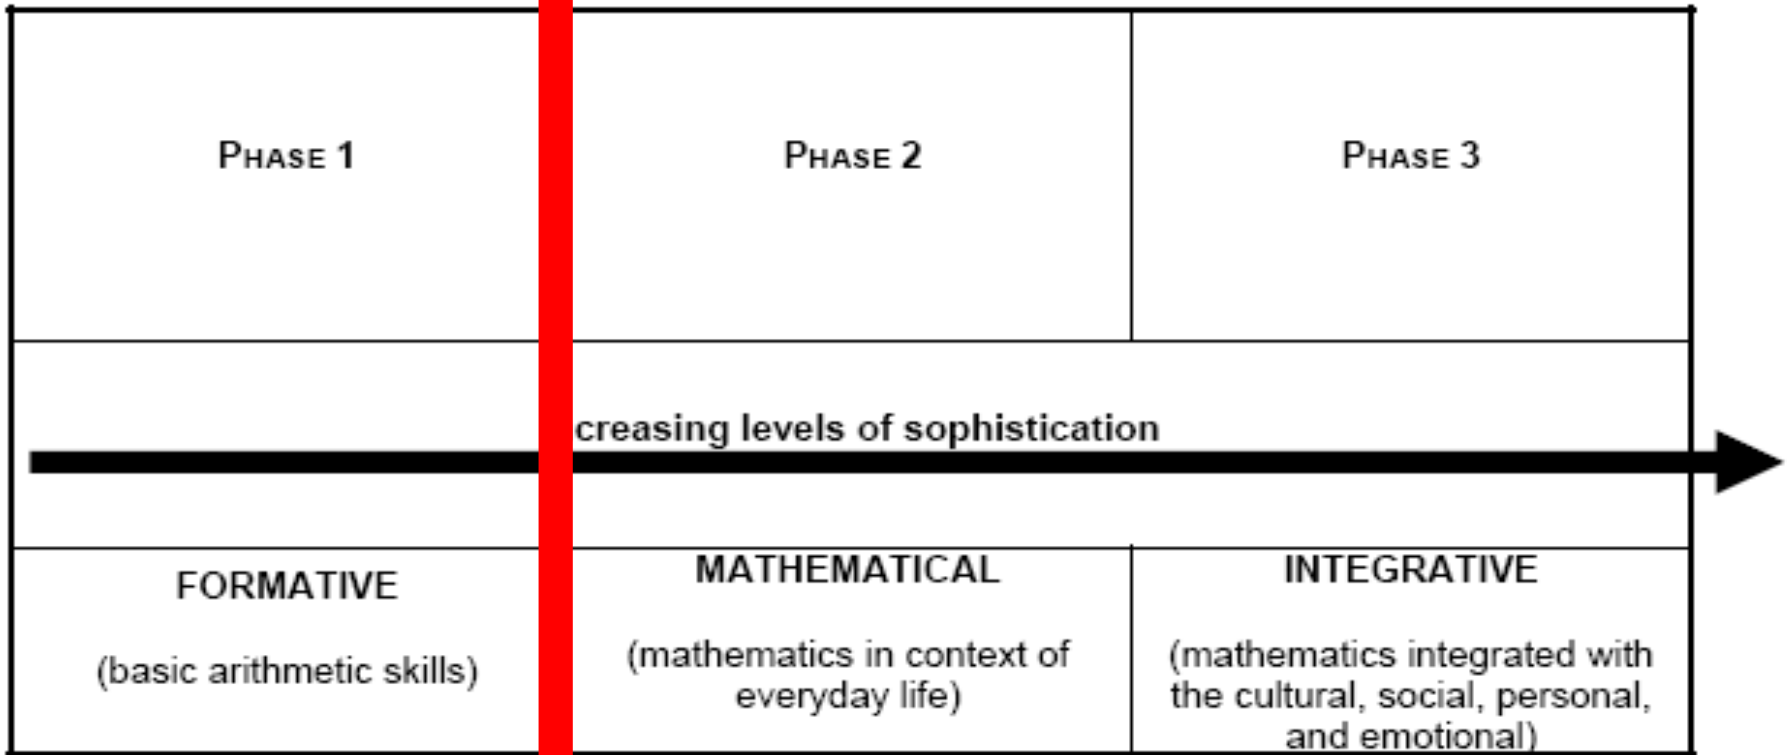 PHASE 1
PHASE 2
PHASE 3
creasing levels of sophistication
FORMATIVE
(basic arithmetic skills)
MATHEMATICAL
(mathematics in context of
everyday life)
INTEGRATIVE
(mathematics integrated with
the cultural, social, personal,
and emotional)